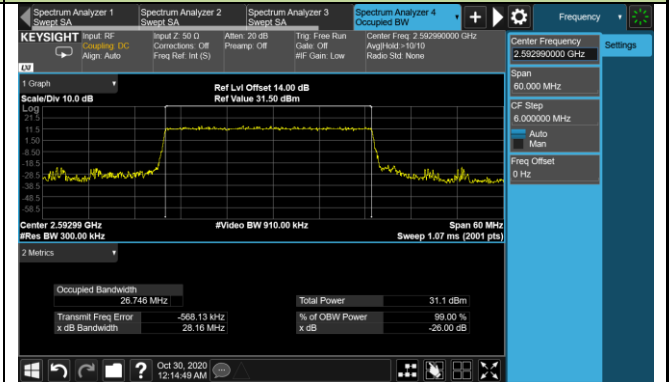 Spectrum Analyzer 1
Swept SA
Spectrum Analyzer 2
Swept SA
Spectrum Analyzer 3
Swept SA
Spectrum Analyzer 4
Occupied BW
Frequency
KEYSIGHT
Input: RF
Coupling: DC
Align: Auto
Input Z: 50 Ω
Corrections: Off
Freq Ref: Int (S)
Atten: 20 dB
Preamp: Off
Trig: Free Run
Gate: Off
#IF Gain: Low
Center Freq: 2.592990000 GHz
Avg|Hold:>10/10
Radio Std: None
LXI
Center Frequency
2.592990000 GHz
Settings
Span
60.000 MHz
CF Step
6.000000 MHz
Auto
Man
Freq Offset
0 Hz
1 Graph
Scale/Div 10.0 dB
Ref Lvl Offset 14.00 dB
Ref Value 31.50 dBm
Log
21.5
11.5
1.50
-8.50
-18.5
-28.5
-38.5
-48.5
-58.5
Center 2.59299 GHz
#Res BW 300.00 kHz
#Video BW 910.00 kHz
Span 60 MHz
Sweep 1.07 ms (2001 pts)
2 Metrics
Occupied Bandwidth
26.746 MHz
Total Power 31.1 dBm
Transmit Freq Error -568.13 kHz
% of OBW Power 99.00 %
x dB Bandwidth 28.16 MHz
x dB -26.00 dB
?
Oct 30, 2020
12:14:49 AM